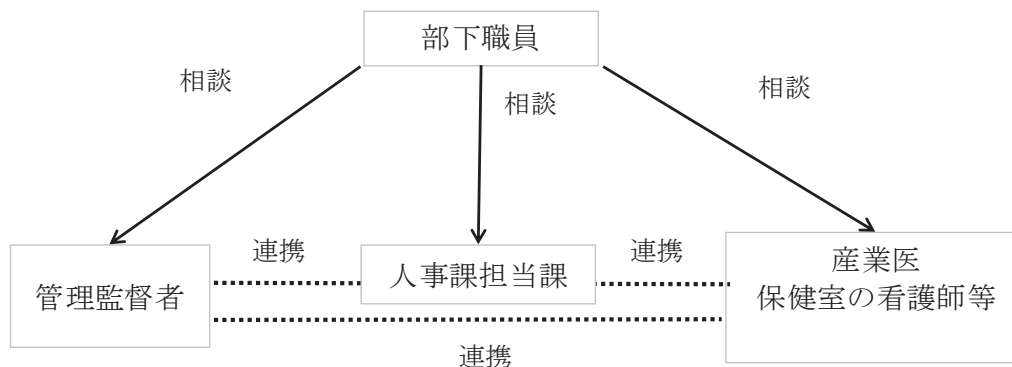 部下職員
相談
相談
相談
連携
連携
管理監督者
人事課担当課
産業医
保健室の看護師等
連携